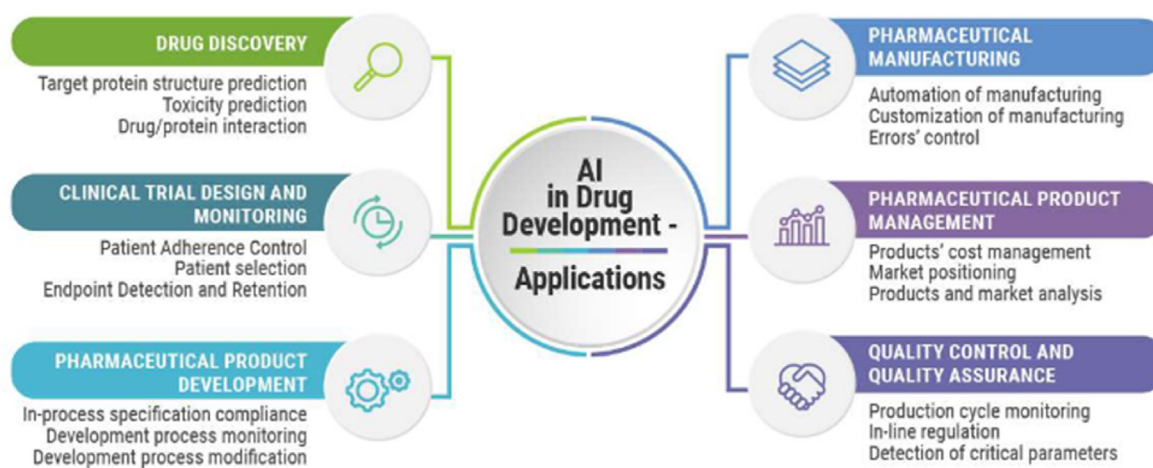 DRUG DISCOVERY
Target protein structure prediction
Toxicity prediction
Drug/protein interaction
CLINICAL TRIAL DESIGN AND
MONITORING
Patient Adherence Control
Patient selection
Endpoint Detection and Retention
PHARMACEUTICAL PRODUCT
DEVELOPMENT
In-process specification compliance
Development process monitoring
Development process modification
AI
in Drug
Development -
Applications
PHARMACEUTICAL
MANUFACTURING
Automation of manufacturing
Customization of manufacturing
Errors’ control
PHARMACEUTICAL PRODUCT
MANAGEMENT
Products’ cost management
Market positioning
Products and market analysis
QUALITY CONTROL AND
QUALITY ASSURANCE
Production cycle monitoring
In-line regulation
Detection of critical parameters